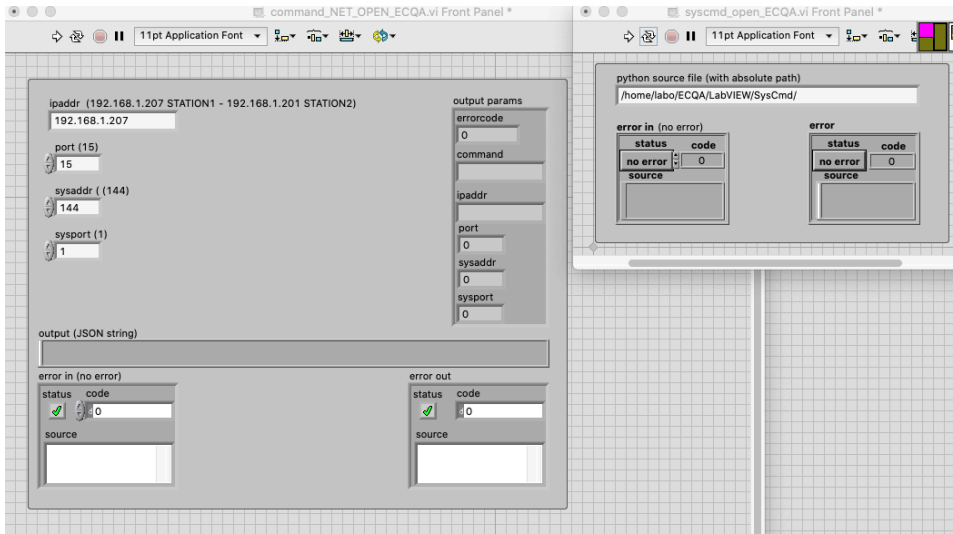 command_NET_OPEN_ECQA.vi Front Panel *
11pt Application Font
ipaddr (192.168.1.207 STATION1 - 192.168.1.201 STATION2)
192.168.1.207
port (15)
15
sysaddr ( (144)
144
sysport (1)
1
output params
errorcode
0
command
ipaddr
port
0
sysaddr
0
sysport
0
output (JSON string)
error in (no error)
status code
0
source
error out
status code
0
source
syscmd_open_ECQA.vi Front Panel *
11pt Application Font
python source file (with absolute path)
/home/labo/ECQA/LabVIEW/SysCmd/
error in (no error)
status code
no error 0
source
error
status code
no error 0
source